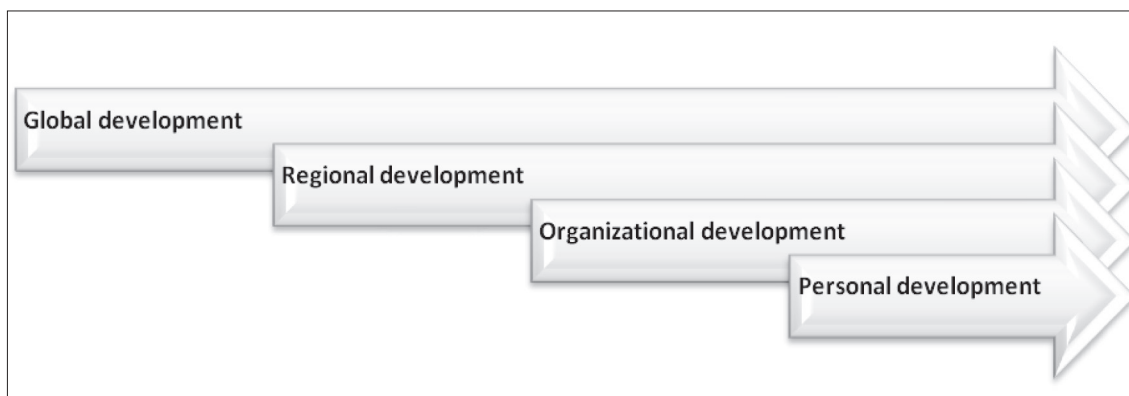 Global development
Regional development
Organizational development
Personal development